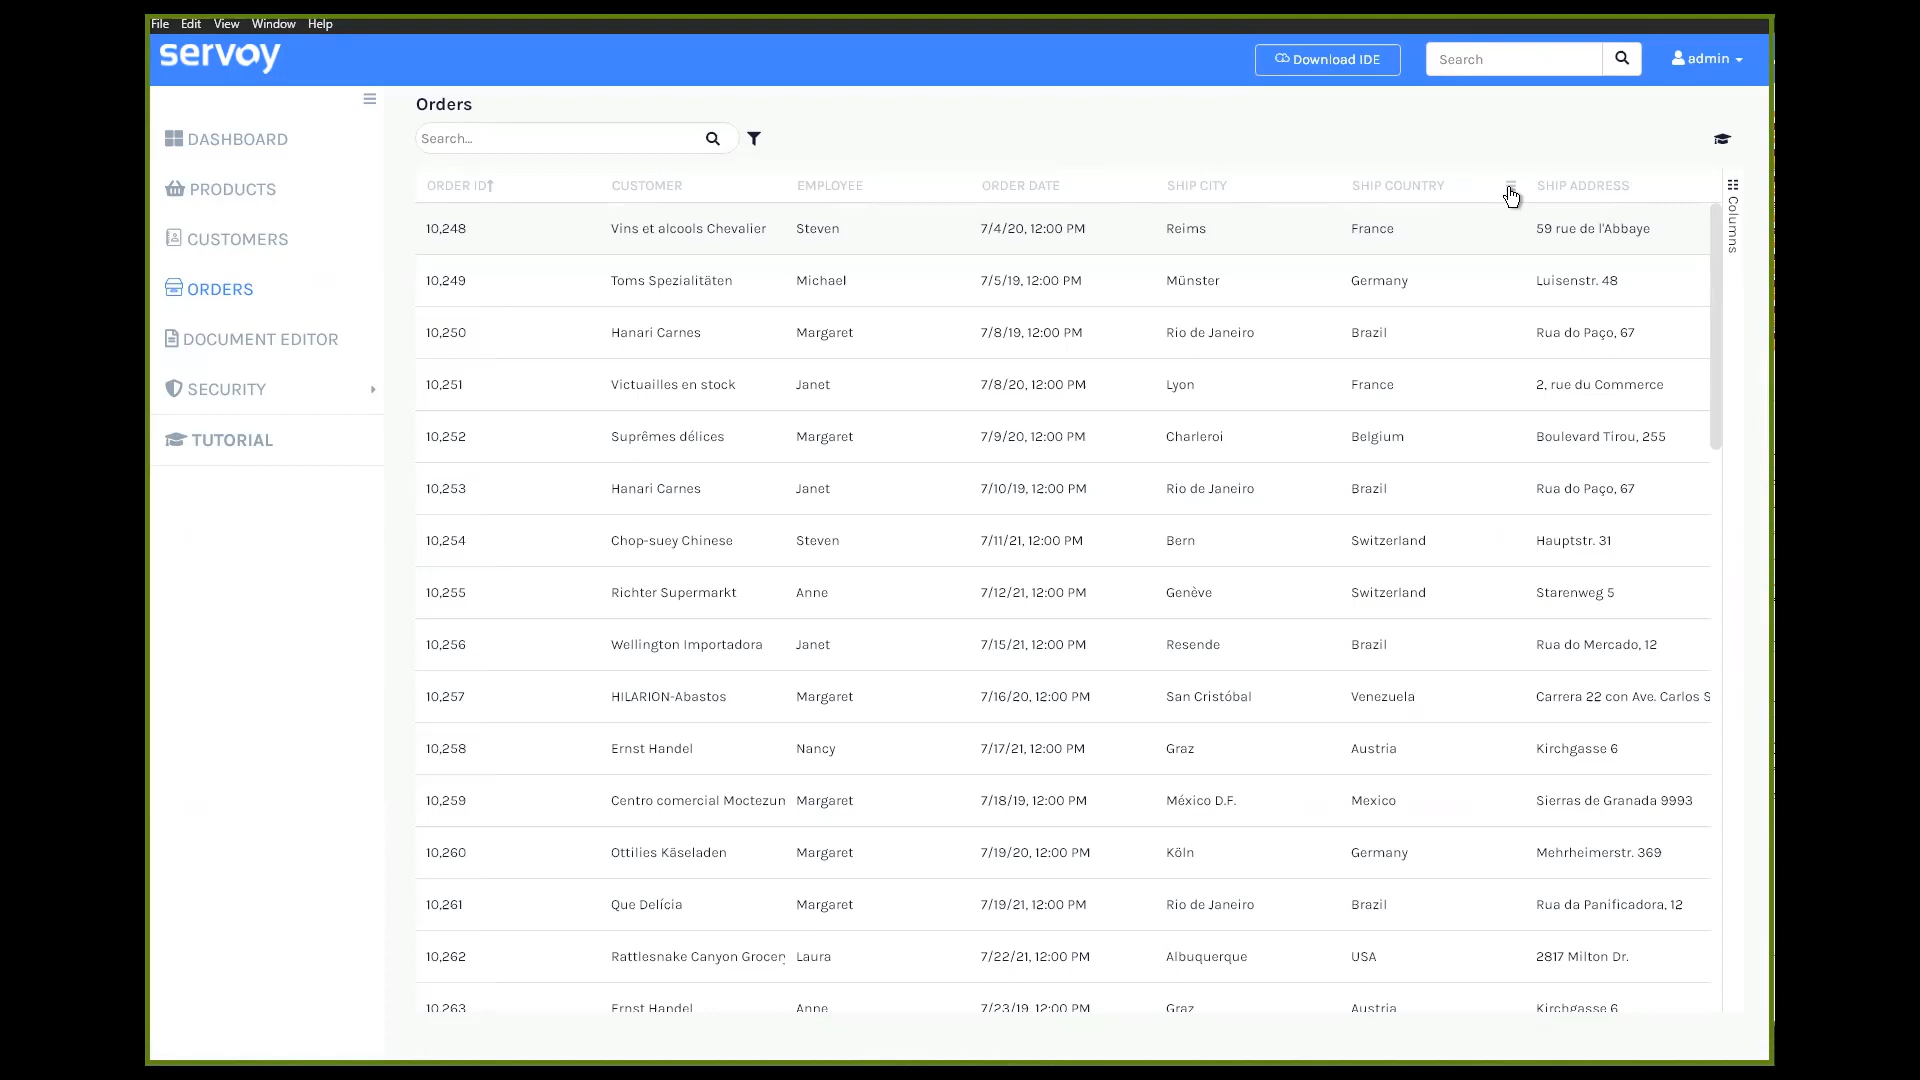 File Edit View Window Help
servoy
Download IDE
Search
admin
DASHBOARD
PRODUCTS
CUSTOMERS
ORDERS
DOCUMENT EDITOR
SECURITY
TUTORIAL
Orders
Search...
ORDER ID CUSTOMER EMPLOYEE ORDER DATE SHIP CITY SHIP COUNTRY SHIP ADDRESS
10,248 Vins et alcools Chevalier Steven 7/4/20, 12:00 PM Reims France 59 rue de l'Abbaye
10,249 Toms Spezialitäten Michael 7/5/19, 12:00 PM Münster Germany Luisenstr. 48
10,250 Hanari Carnes Margaret 7/8/19, 12:00 PM Rio de Janeiro Brazil Rua do Paço, 67
10,251 Victuailles en stock Janet 7/8/20, 12:00 PM Lyon France 2, rue du Commerce
10,252 Suprêmes délices Margaret 7/9/20, 12:00 PM Charleroi Belgium Boulevard Tirou, 255
10,253 Hanari Carnes Janet 7/10/19, 12:00 PM Rio de Janeiro Brazil Rua do Paço, 67
10,254 Chop-suey Chinese Steven 7/11/21, 12:00 PM Bern Switzerland Hauptstr. 31
10,255 Richter Supermarkt Anne 7/12/21, 12:00 PM Genève Switzerland Starenweg 5
10,256 Wellington Importadora Janet 7/15/21, 12:00 PM Resende Brazil Rua do Mercado, 12
10,257 HILARION-Abastos Margaret 7/16/20, 12:00 PM San Cristóbal Venezuela Carrera 22 con Ave. Carlos S
10,258 Ernst Handel Nancy 7/17/21, 12:00 PM Graz Austria Kirchgasse 6
10,259 Centro comercial Moctezun Margaret 7/18/19, 12:00 PM México D.F. Mexico Sierras de Granada 9993
10,260 Ottilies Käseladen Margaret 7/19/20, 12:00 PM Köln Germany Mehrheimerstr. 369
10,261 Que Delícia Margaret 7/19/21, 12:00 PM Rio de Janeiro Brazil Rua da Panificadora, 12
10,262 Rattlesnake Canyon Grocery Laura 7/22/21, 12:00 PM Albuquerque USA 2817 Milton Dr.
10,263 Ernst Handel Anne 7/23/19, 12:00 PM Graz Austria Kirchgasse 6
Columns